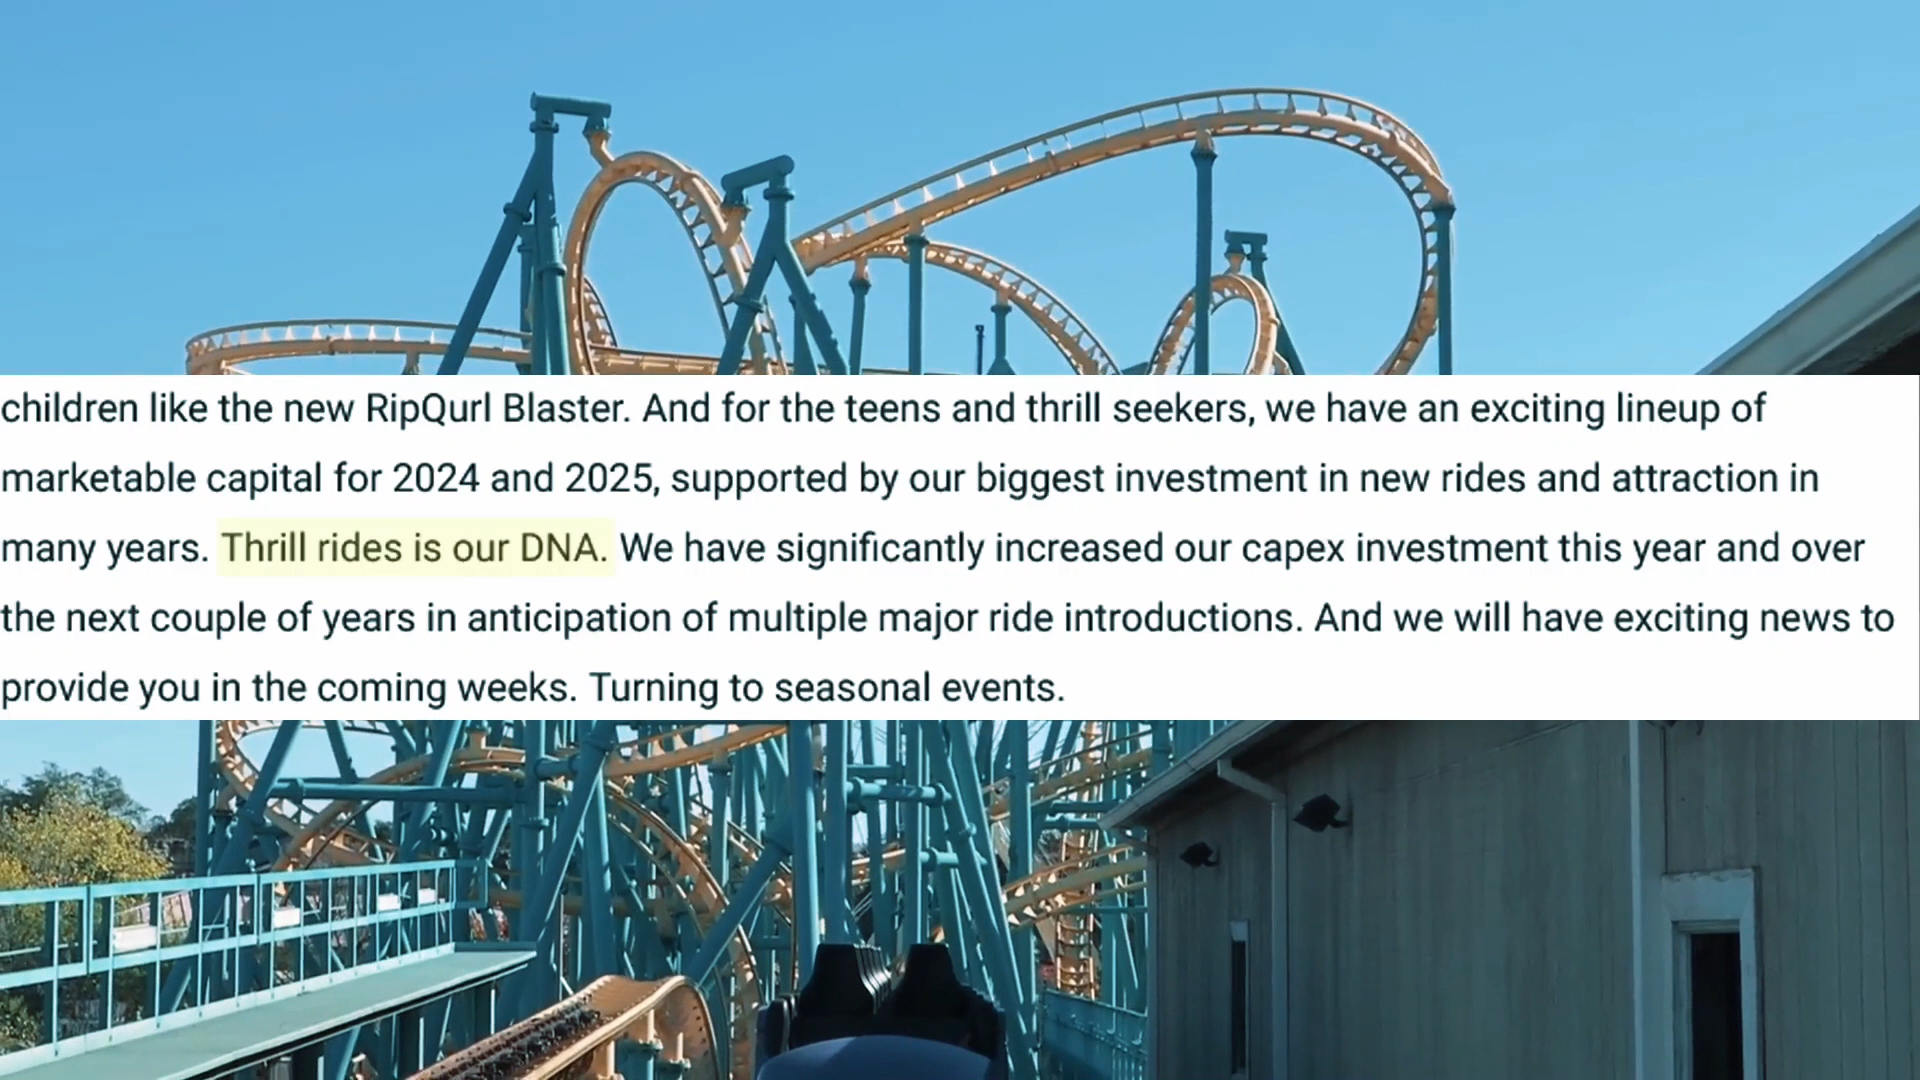 children like the new RipQurl Blaster. And for the teens and thrill seekers, we have an exciting lineup of
marketable capital for 2024 and 2025, supported by our biggest investment in new rides and attraction in
many years. Thrill rides is our DNA. We have significantly increased our capex investment this year and over
the next couple of years in anticipation of multiple major ride introductions. And we will have exciting news to
provide you in the coming weeks. Turning to seasonal events.